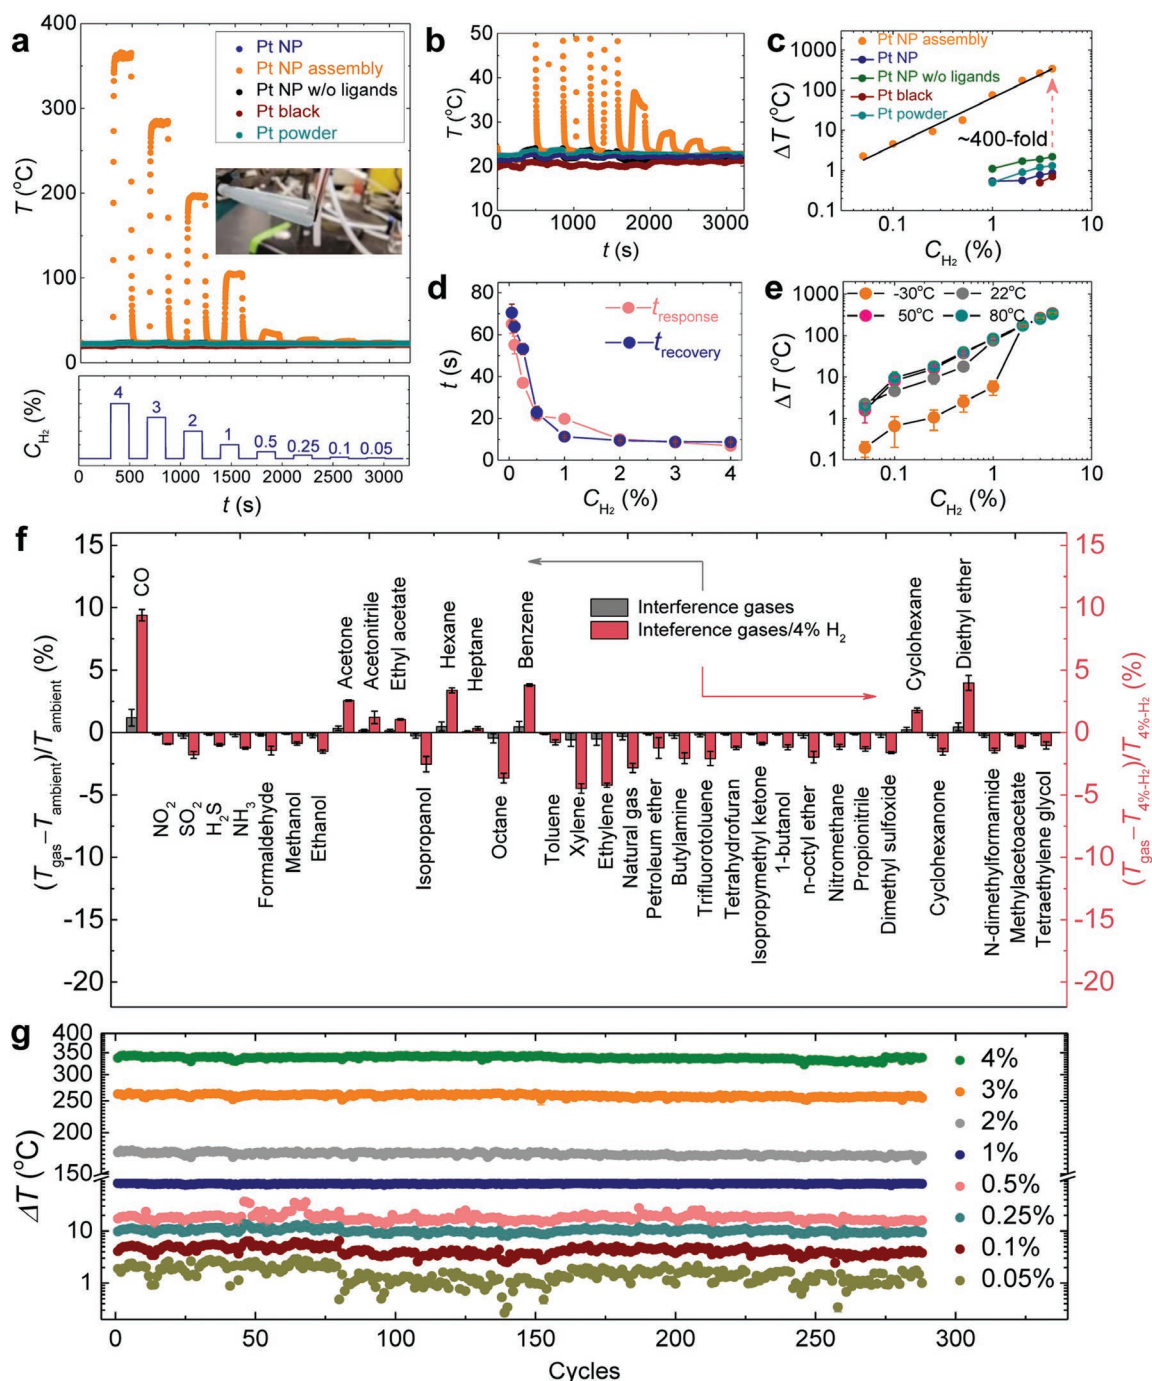 a
400
300
200
100
0
T (°C)
Pt NP
Pt NP assembly
Pt NP w/o ligands
Pt black
Pt powder
C_H₂ (%)
4
3
2
1
0.5
0.25
0.1
0.05
0 500 1000 1500 2000 2500 3000
t (s)
b
50
40
30
20
10
T (°C)
0 1000 2000 3000
t (s)
c
1000
100
10
1
0.1
ΔT (°C)
Pt NP assembly
Pt NP
Pt NP w/o ligands
Pt black
Pt powder
~400-fold
0.1 1 10
C_H₂ (%)
d
80
60
40
20
0
t (s)
t_response
t_recovery
0 1 2 3 4
C_H₂ (%)
e
1000
100
10
1
0.1
ΔT (°C)
-30°C 22°C
50°C 80°C
0.1 1 10
C_H₂ (%)
f
15
10
5
0
-5
-10
-15
-20
(T_gas – T_ambient)/T_ambient (%)
Interference gases
Inteference gases/4% H₂
CO
NO₂
SO₂
H₂S
NH₃
Formaldehyde
Methanol
Ethanol
Acetone
Acetonitrile
Ethyl acetate
Isopropanol
Hexane
Heptane
Octane
Benzene
Toluene
Xylene
Ethylene
Natural gas
Petroleum ether
Butylamine
Trifluorotoluene
Tetrahydrofuran
Isopropymethyl ketone
1-butanol
n-octyl ether
Nitromethane
Propionitrile
Dimethyl sulfoxide
Cyclohexane
Cyclohexanone
Diethyl ether
N-dimethylformamide
Methylacetoacetate
Tetraethylene glycol
15
10
5
0
-5
-10
-15
-20
(T_gas – T_4%-H₂)/T_4%-H₂ (%)
g
400
350
300
250
200
150
10
1
ΔT (°C)
4%
3%
2%
1%
0.5%
0.25%
0.1%
0.05%
0 50 100 150 200 250 300
Cycles